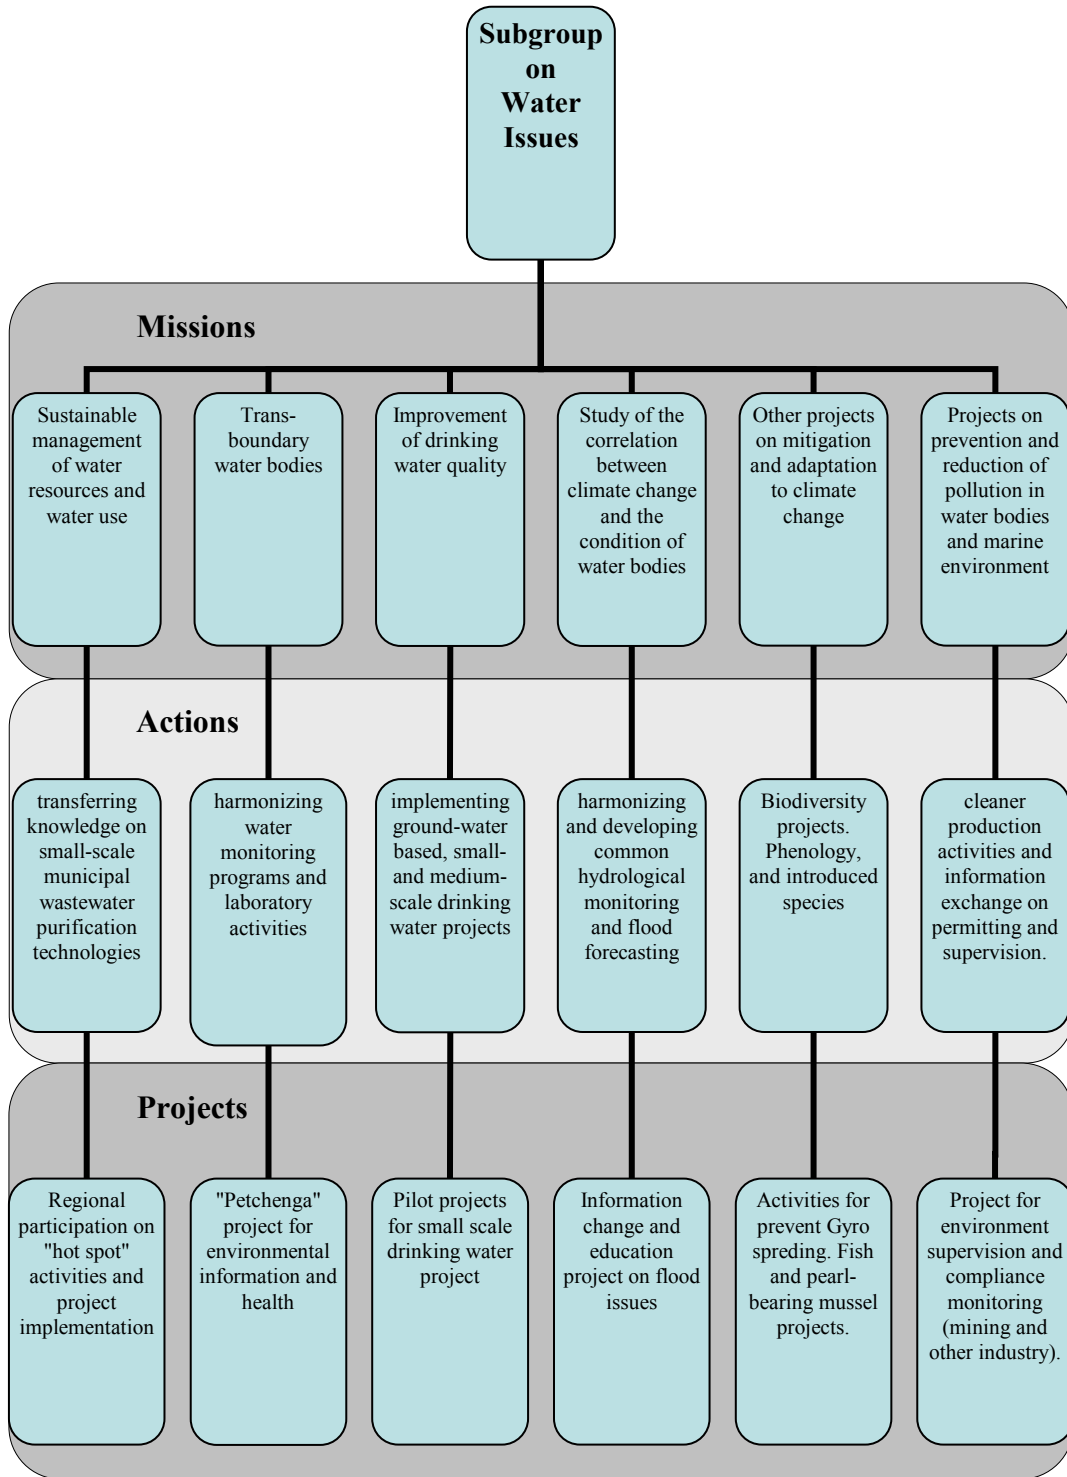 Subgroup
on
Water
Issues
Missions
Sustainable
management
of water
resources and
water use
Trans-
boundary
water bodies
Improvement
of drinking
water quality
Study of the
correlation
between
climate change
and the
condition of
water bodies
Other projects
on mitigation
and adaptation
to climate
change
Projects on
prevention and
reduction of
pollution in
water bodies
and marine
environment
Actions
transferring
knowledge on
small-scale
municipal
wastewater
purification
technologies
harmonizing
water
monitoring
programs and
laboratory
activities
implementing
ground-water
based, small-
and medium-
scale drinking
water projects
harmonizing
and developing
common
hydrological
monitoring
and flood
forecasting
Biodiversity
projects.
Phenology,
and introduced
species
cleaner
production
activities and
information
exchange on
permitting and
supervision.
Projects
Regional
participation on
"hot spot"
activities and
project
implementation
"Petchenga"
project for
environmental
information and
health
Pilot projects
for small scale
drinking water
project
Information
change and
education
project on flood
issues
Activities for
prevent Gyro
spreding. Fish
and pearl-
bearing mussel
projects.
Project for
environment
supervision and
compliance
monitoring
(mining and
other industry).